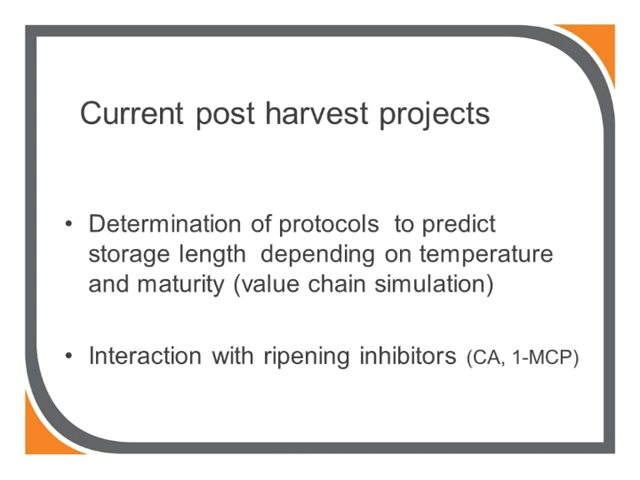 Current post harvest projects
• Determination of protocols  to predict
storage length  depending on temperature
and maturity (value chain simulation)
• Interaction with ripening inhibitors (CA, 1-MCP)